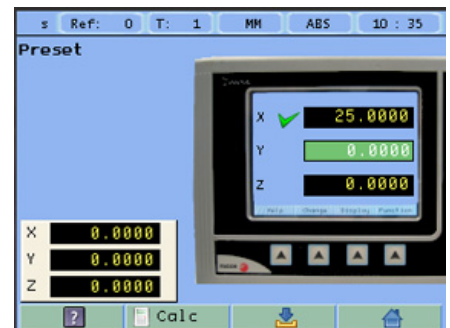 s Ref: 0 T: 1 MM ABS 10 : 35
Preset
X 25.0000
Y 0.0000
Z 0.0000
Help Change Display Function
X 0.0000
Y 0.0000
Z 0.0000
? Calc